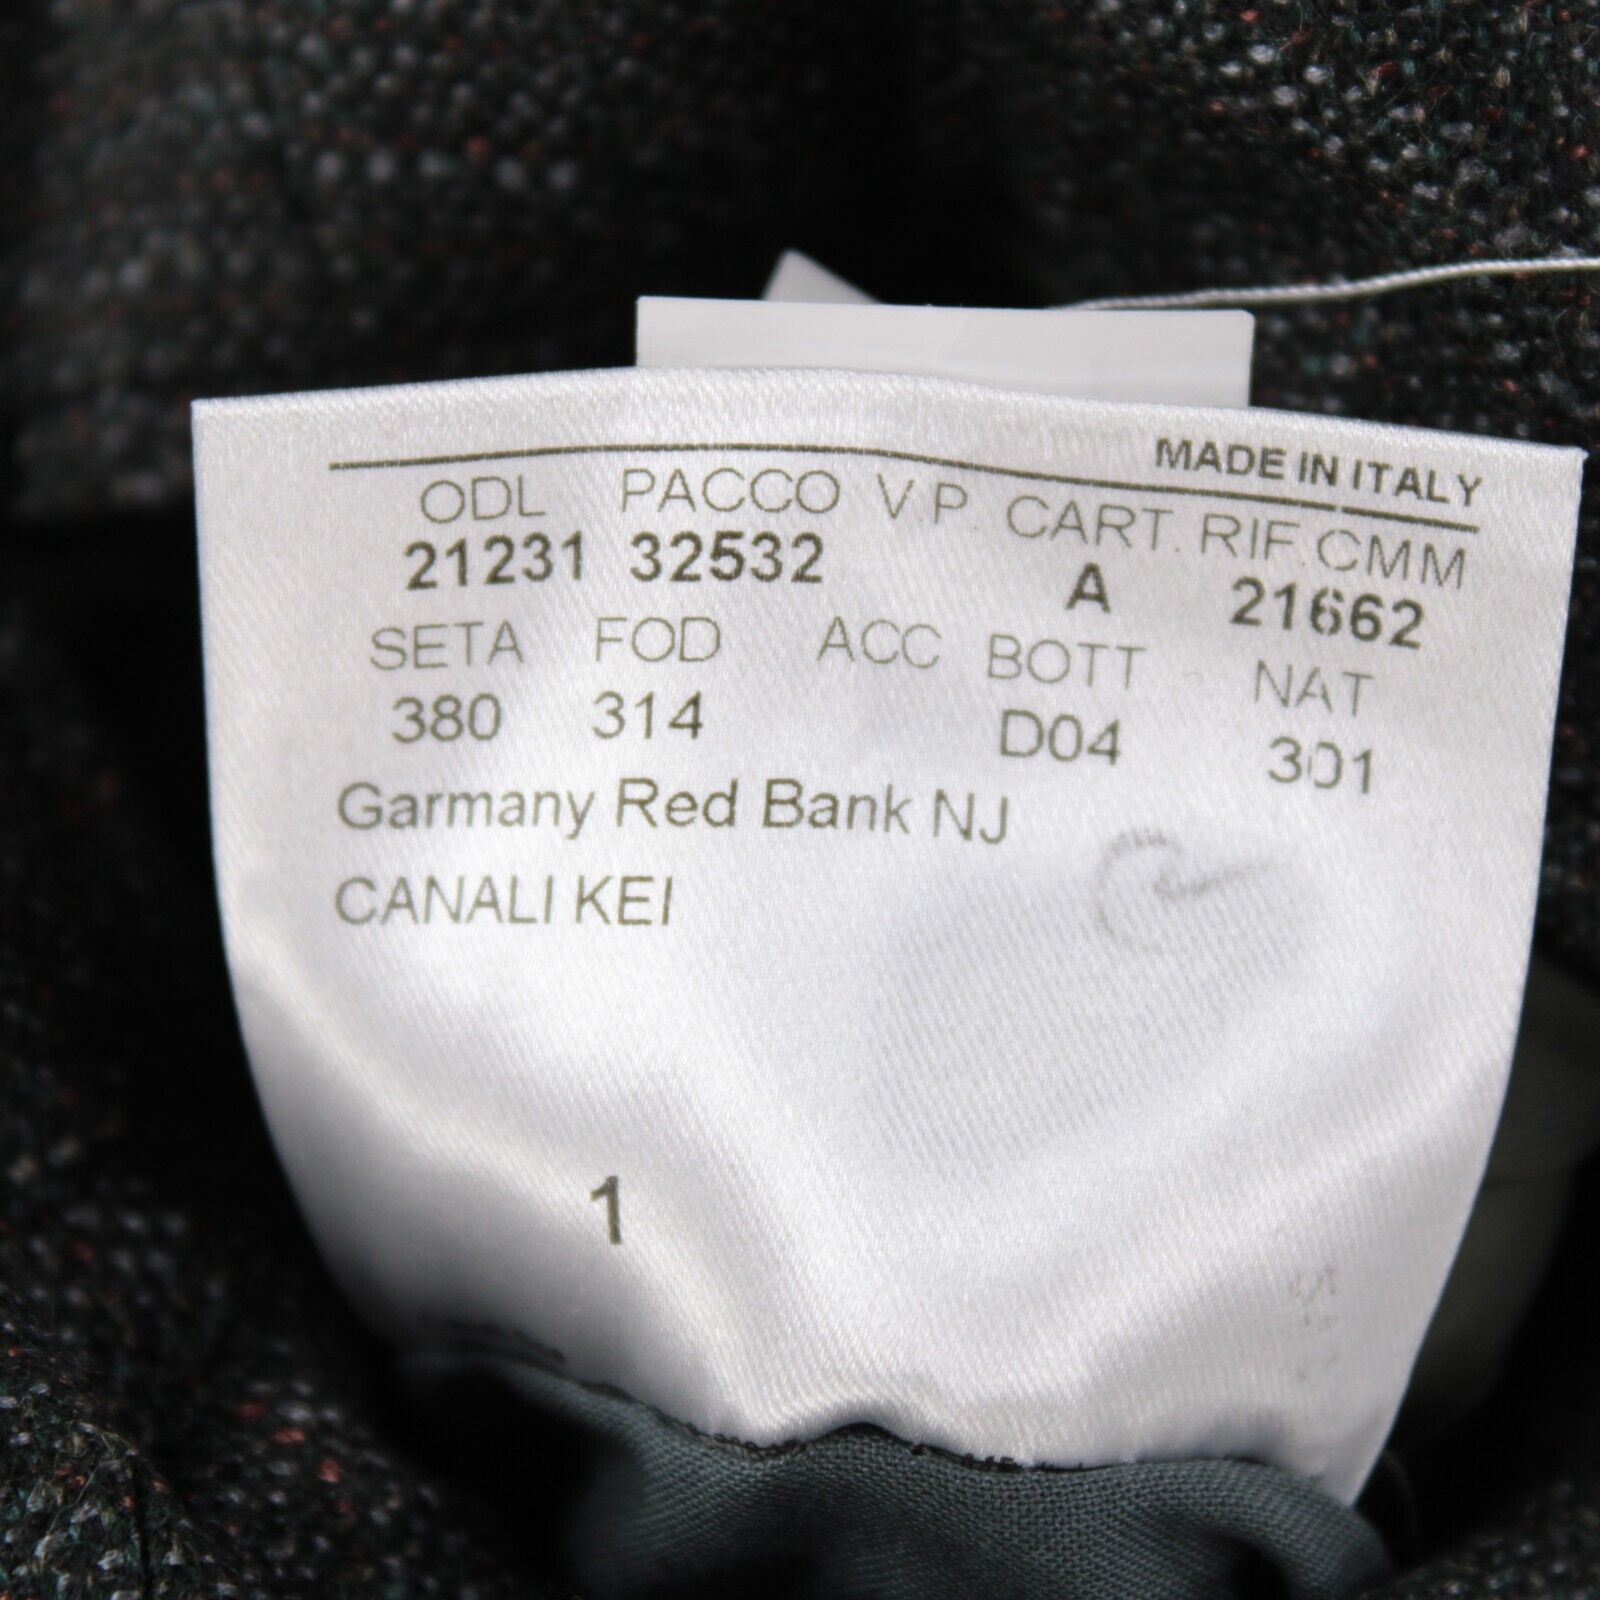 MADE IN ITALY
ODL PACCO V.P. CART. RIF.CMM
21231 32532 A 21662
SETA FOD ACC BOTT NAT
380 314 D04 301
Garmany Red Bank NJ
CANALI KEI
1